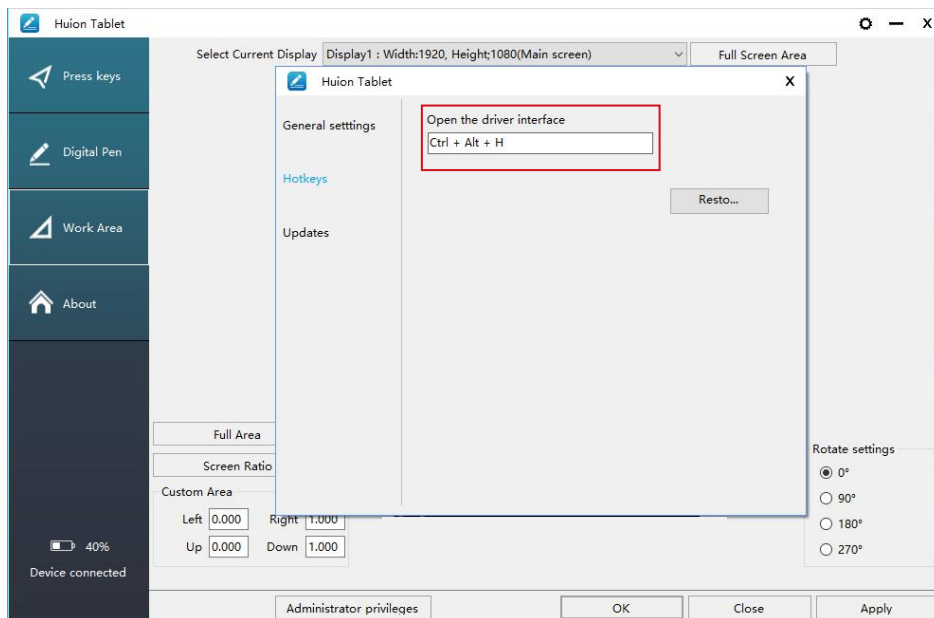 Huion Tablet
X
Press keys
Digital Pen
Work Area
About
40%
Device connected
Select Current Display Display1 : Width:1920, Height;1080(Main screen) Full Screen Area
Huion Tablet
X
General setttings
Hotkeys
Updates
Open the driver interface
Ctrl + Alt + H
Resto...
Full Area
Screen Ratio
Custom Area
Left 0.000 Right 1.000
Up 0.000 Down 1.000
Rotate settings
0°
90°
180°
270°
Administrator privileges OK Close Apply